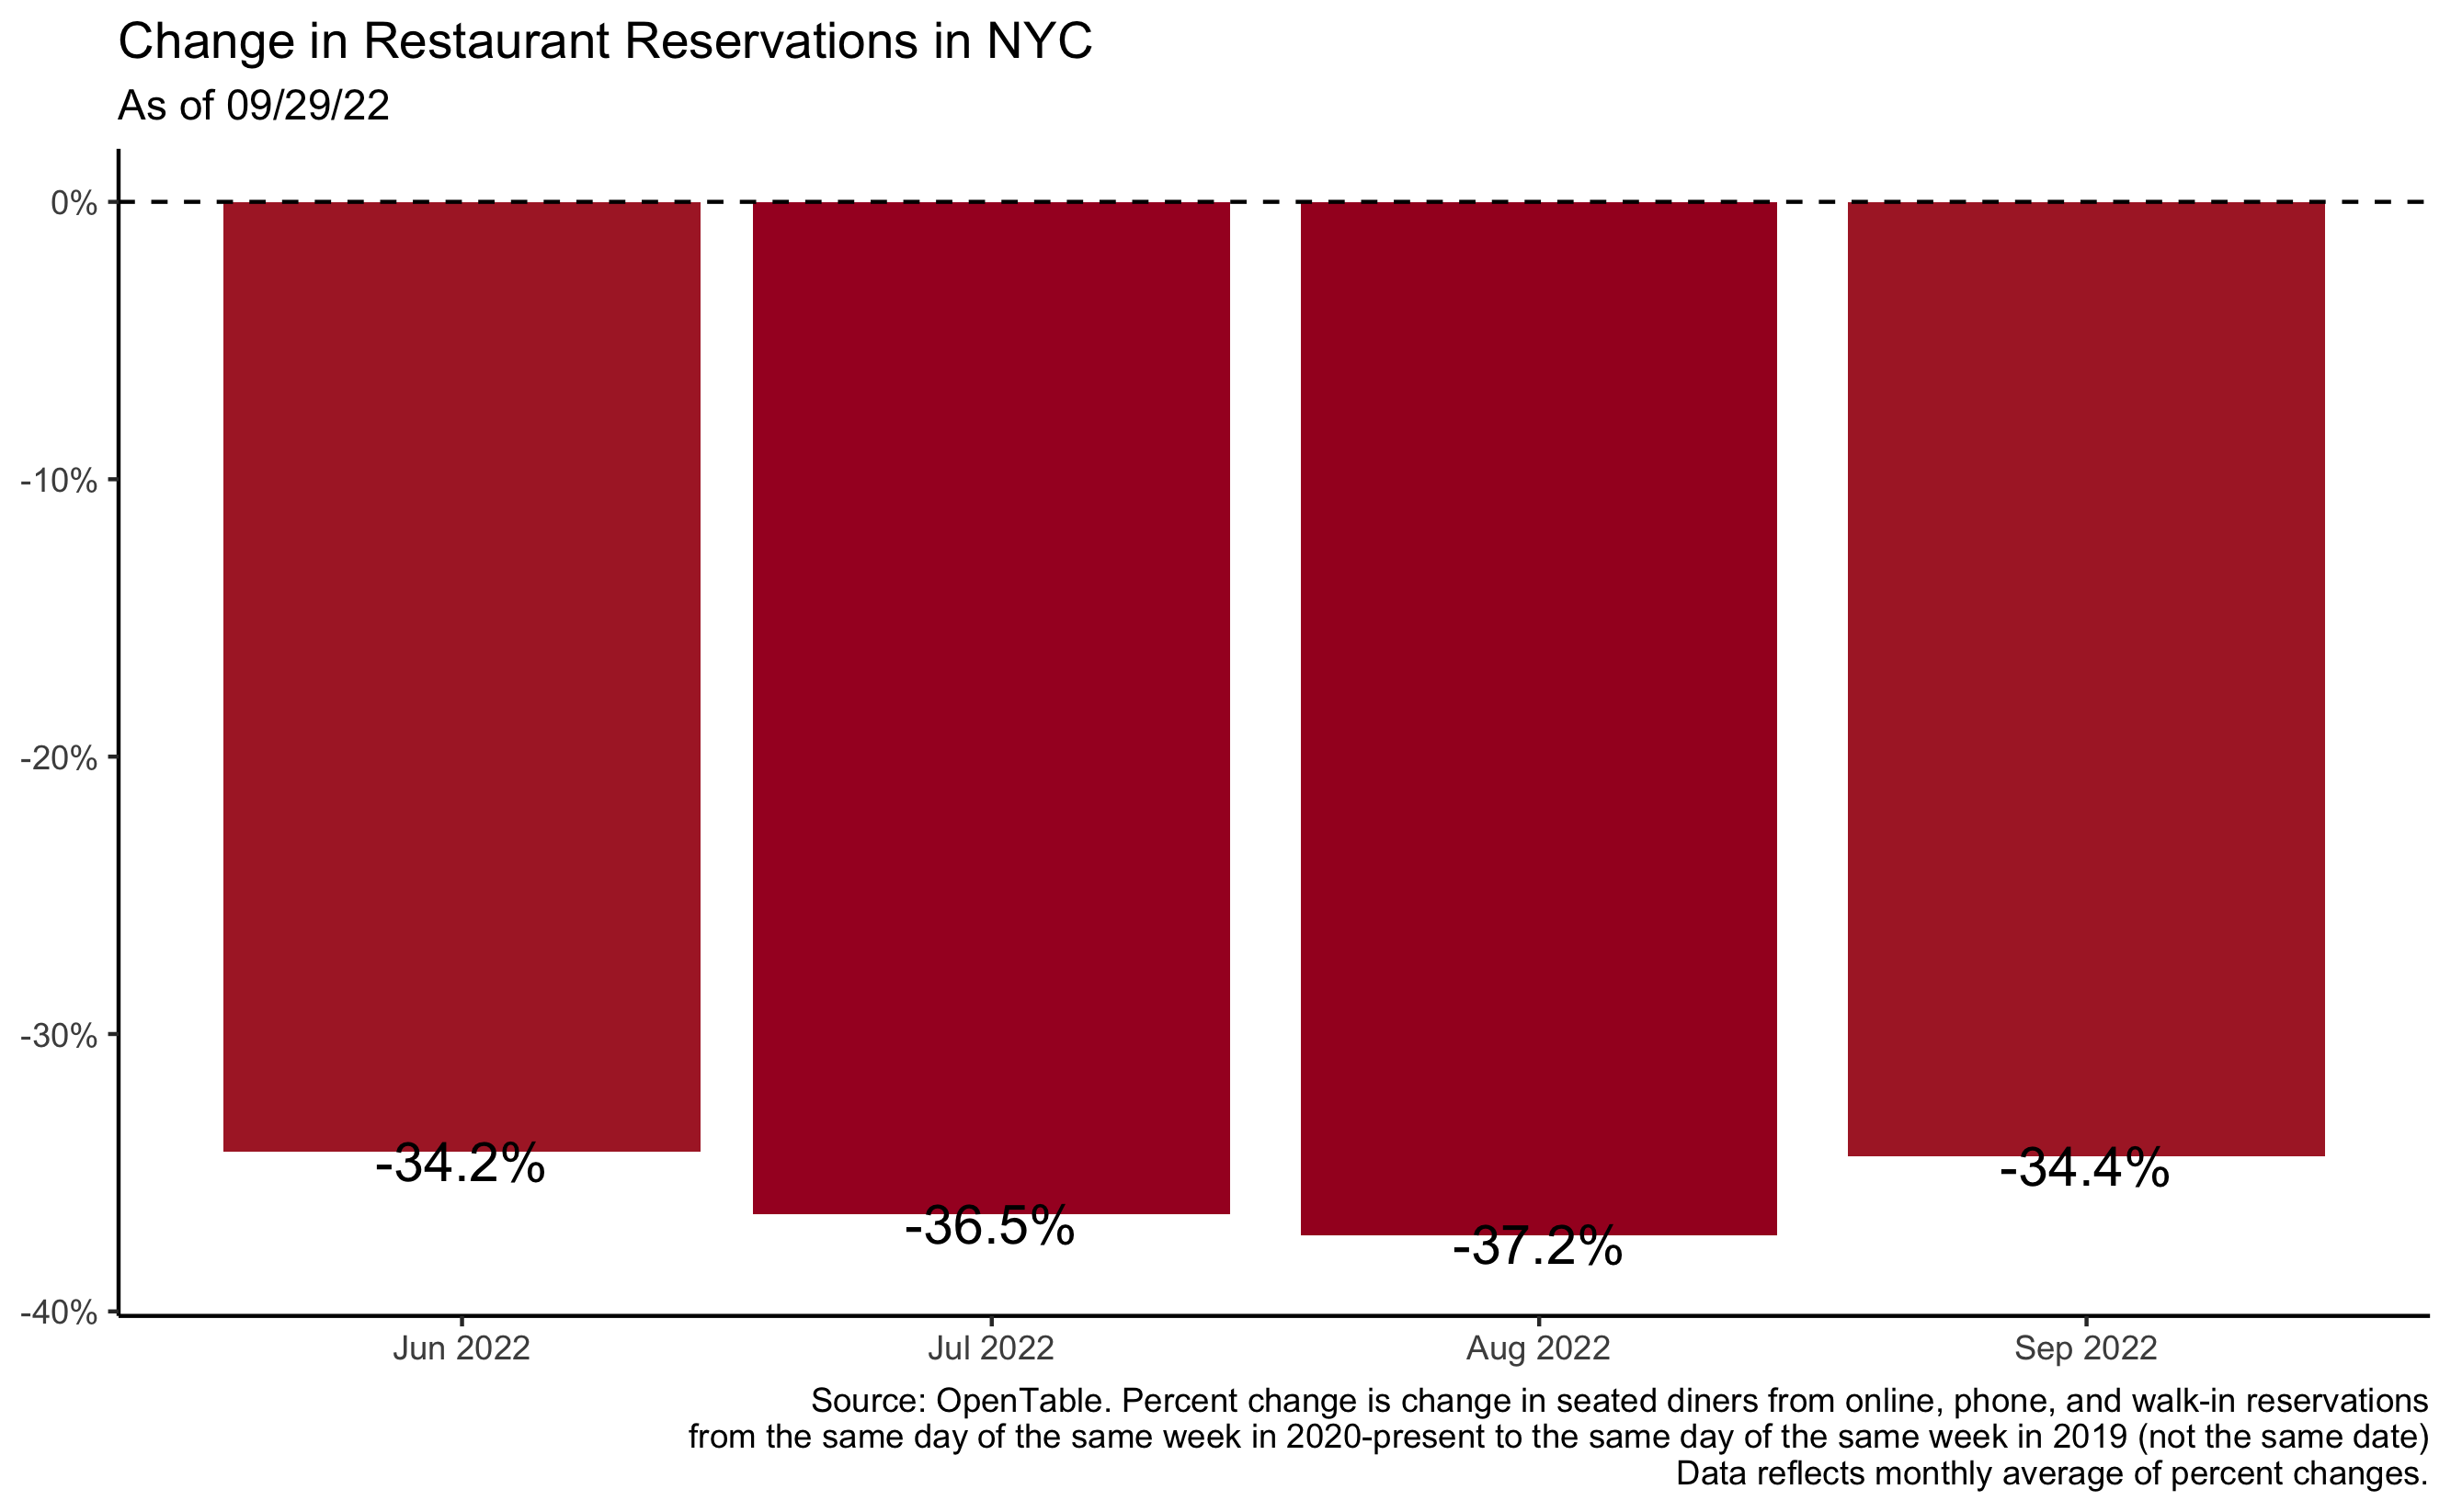 Change in Restaurant Reservations in NYC
As of 09/29/22
0%
-10%
-20%
-30%
-40%
-34.2%
-36.5%
-37.2%
-34.4%
Jun 2022
Jul 2022
Aug 2022
Sep 2022
Source: OpenTable. Percent change is change in seated diners from online, phone, and walk-in reservations
from the same day of the same week in 2020-present to the same day of the same week in 2019 (not the same date)
Data reflects monthly average of percent changes.